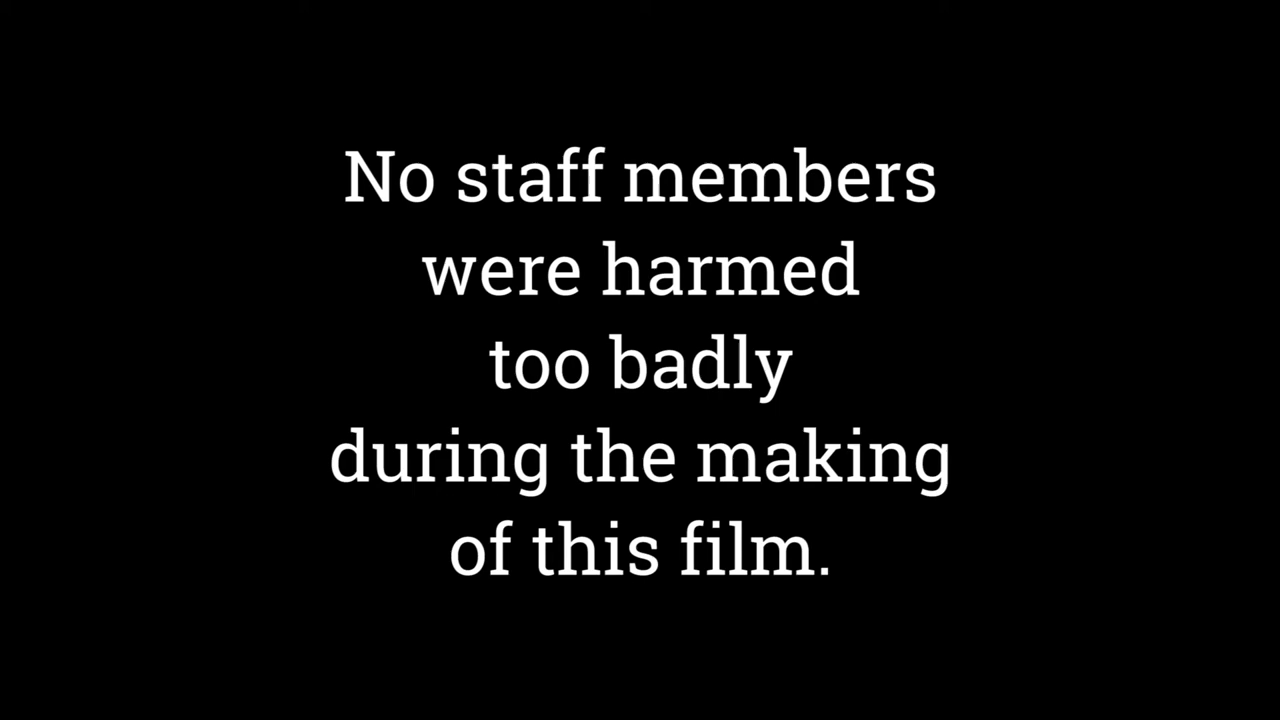 No staff members
were harmed
too badly
during the making
of this film.